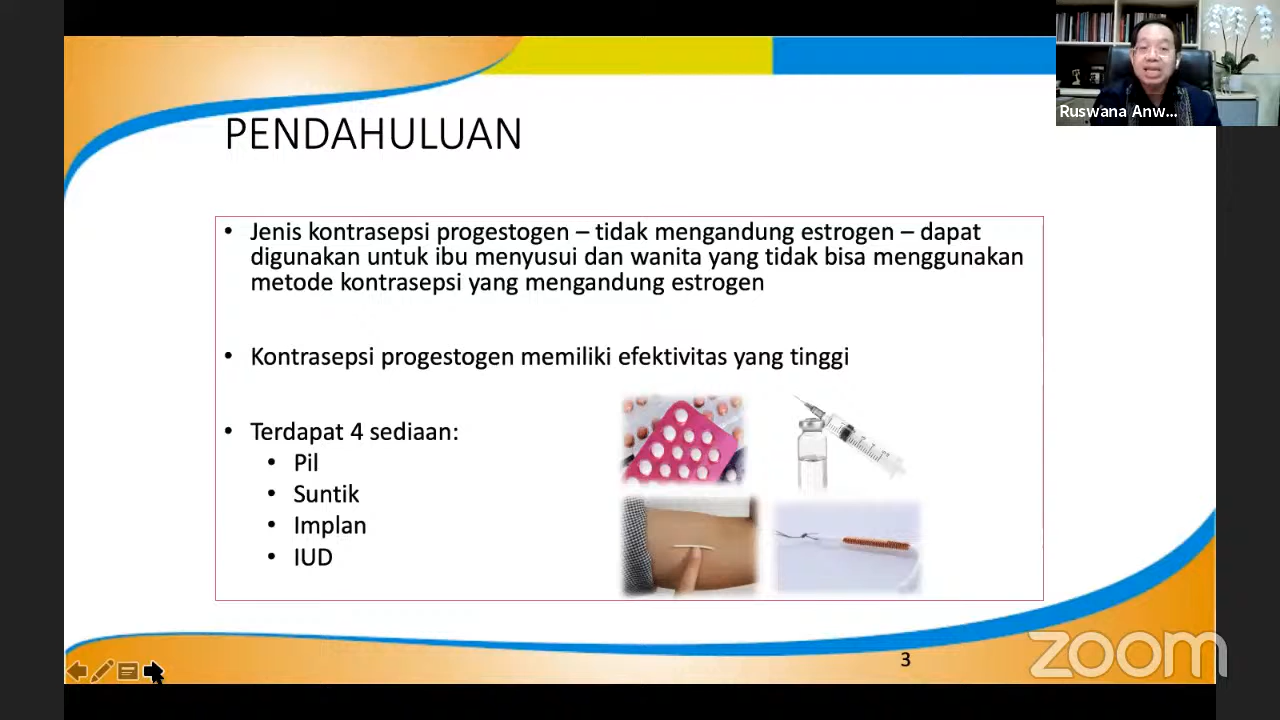 Ruswana Anw...
PENDAHULUAN
• Jenis kontrasepsi progestogen – tidak mengandung estrogen – dapat
digunakan untuk ibu menyusui dan wanita yang tidak bisa menggunakan
metode kontrasepsi yang mengandung estrogen
• Kontrasepsi progestogen memiliki efektivitas yang tinggi
• Terdapat 4 sediaan:
• Pil
• Suntik
• Implan
• IUD
3
zoom